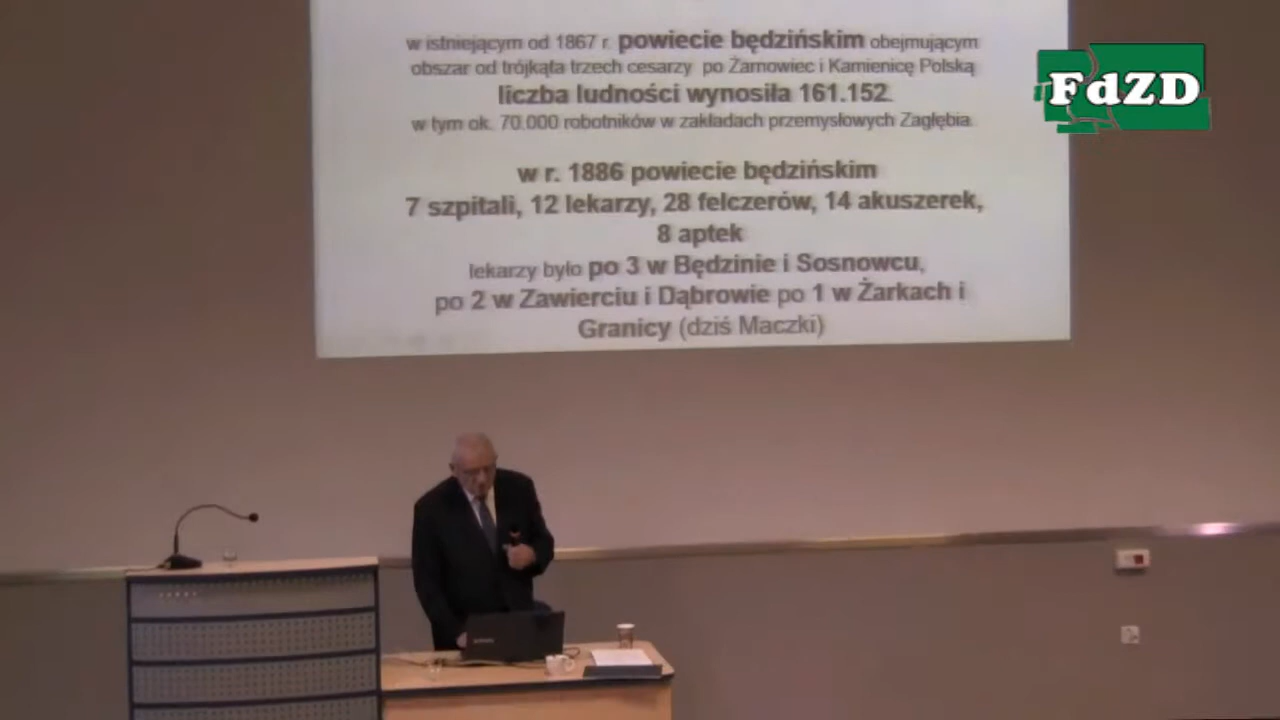 w istniejącym od 1867 r. powiecie będzińskim obejmującym
obszar od trójkąta trzech cesarzy po Żarnowiec i Kamienicę Polską
liczba ludności wynosiła 161.152.
w tym ok. 70.000 robotników w zakładach przemysłowych Zagłębia.
w r. 1886 powiecie będzińskim
7 szpitali, 12 lekarzy, 28 felczerów, 14 akuszerek,
8 aptek
lekarzy było po 3 w Będzinie i Sosnowcu,
po 2 w Zawierciu i Dąbrowie po 1 w Żarkach i
Granicy (dziś Maczki)
FdZD